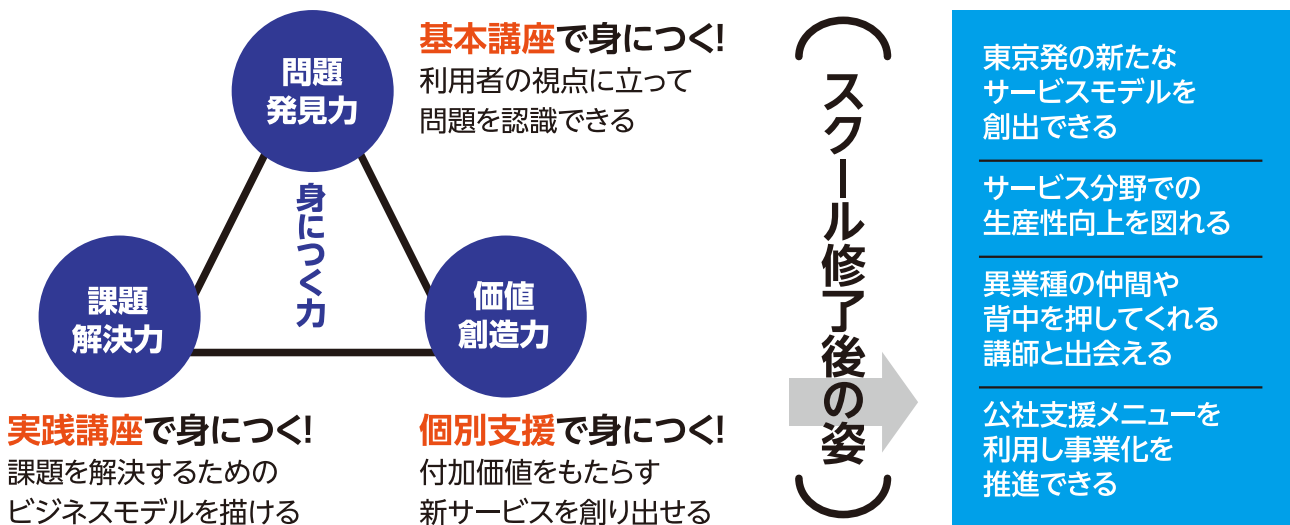 問題
発見力
基本講座で身につく!
利用者の視点に立って
問題を認識できる
身につく力
課題
解決力
価値
創造力
実践講座で身につく!
課題を解決するための
ビジネスモデルを描ける
個別支援で身につく!
付加価値をもたらす
新サービスを創り出せる
(スクール修了後の姿)
東京発の新たな
サービスモデルを
創出できる
サービス分野での
生産性向上を図れる
異業種の仲間や
背中を押してくれる
講師と出会える
公社支援メニューを
利用し事業化を
推進できる